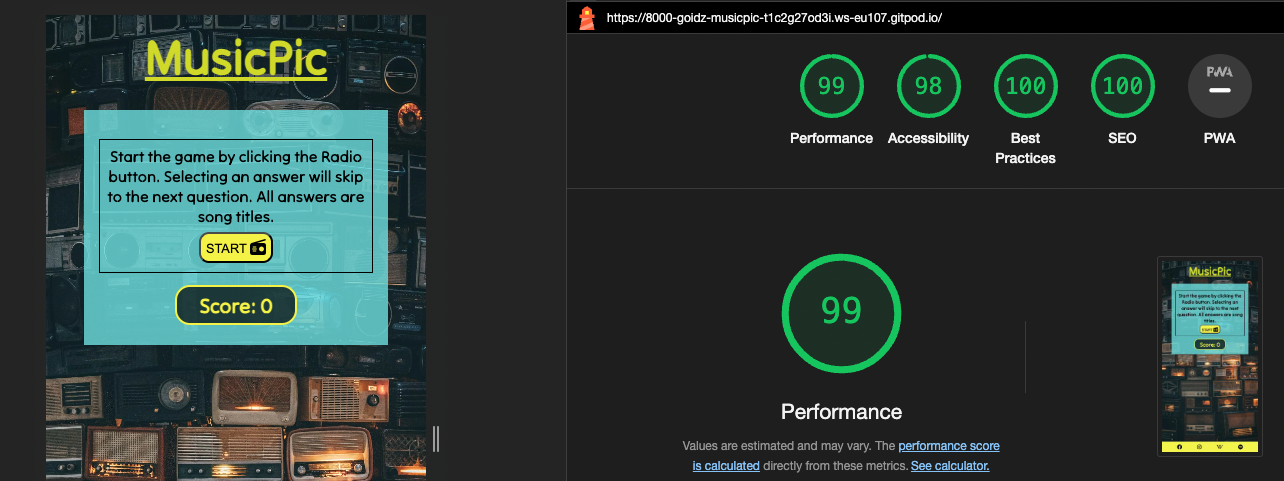 MusicPic
Start the game by clicking the Radio
button. Selecting an answer will skip
to the next question. All answers are
song titles.
START
Score: 0
https://8000-goidz-musicpic-t1c2g27od3i.ws-eu107.gitpod.io/
99
98
100
100
PWA
Performance
Accessibility
Best
Practices
SEO
PWA
99
Performance
Values are estimated and may vary. The performance score
is calculated directly from these metrics. See calculator.
MusicPic
Start the game by clicking the
Radio button. Selecting an
answer will skip to the next
question. All answers are song
titles.
START
Score: 0